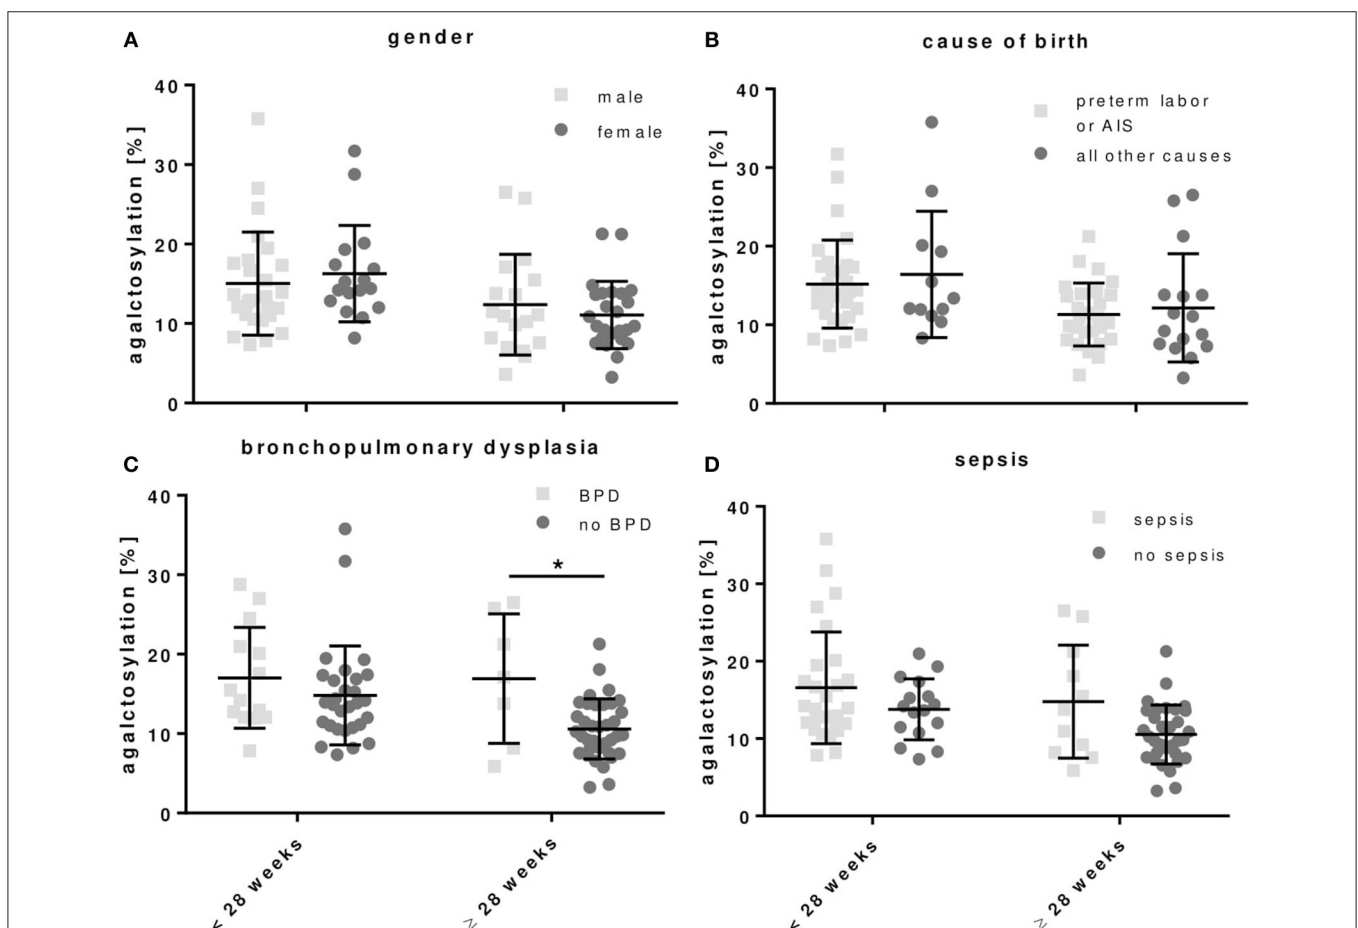 A
gender
40
30
20
10
0
agalctosylation [%]
male
female
B
cause of birth
40
30
20
10
0
agalctosylation [%]
preterm labor
or AIS
all other causes
C
bronchopulmonary dysplasia
40
30
20
10
0
agalctosylation [%]
BPD
no BPD
*
< 28 weeks
≥ 28 weeks
D
sepsis
40
30
20
10
0
agalactosylation [%]
sepsis
no sepsis
< 28 weeks
≥ 28 weeks